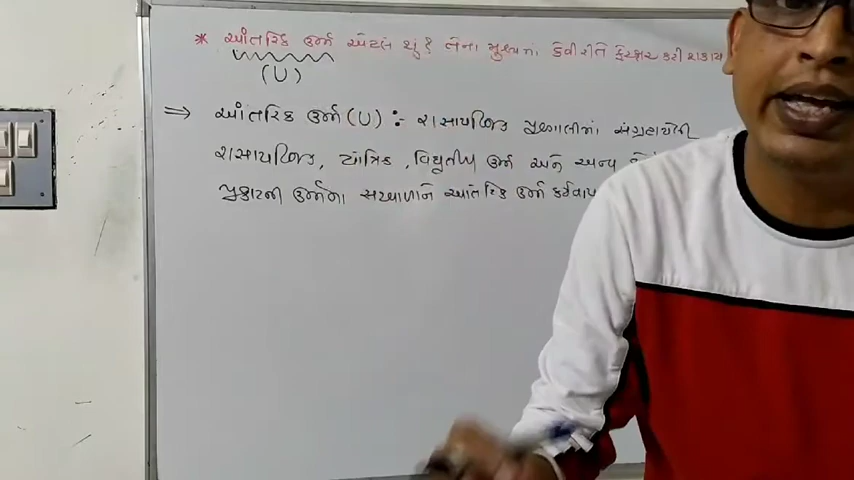 * આંતરિક ઉર્જા એટલે શું? તેના મુલ્યમાં કેવી રીતે ફેરફાર કરી શકાય
(U)
⇒ આંતરિક ઉર્જા (U) :- રાસાયણિક પ્રણાલીમાં સંગ્રહાયેલી
રાસાયણિક, યાંત્રિક, વિદ્યુતીય ઉર્જા અને અન્ય
પ્રકારની ઉર્જાના સરવાળાને આંતરિક ઉર્જા કહેવાય